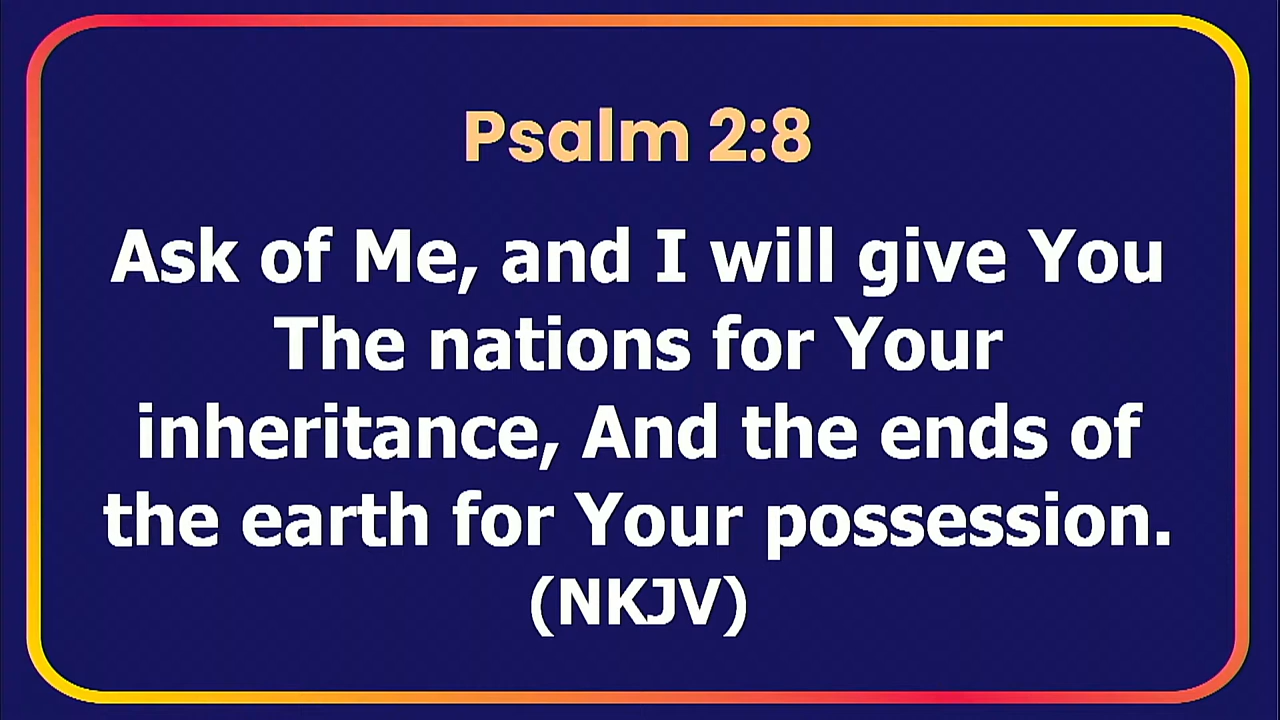 Psalm 2:8
Ask of Me, and I will give You
The nations for Your
inheritance, And the ends of
the earth for Your possession.
(NKJV)